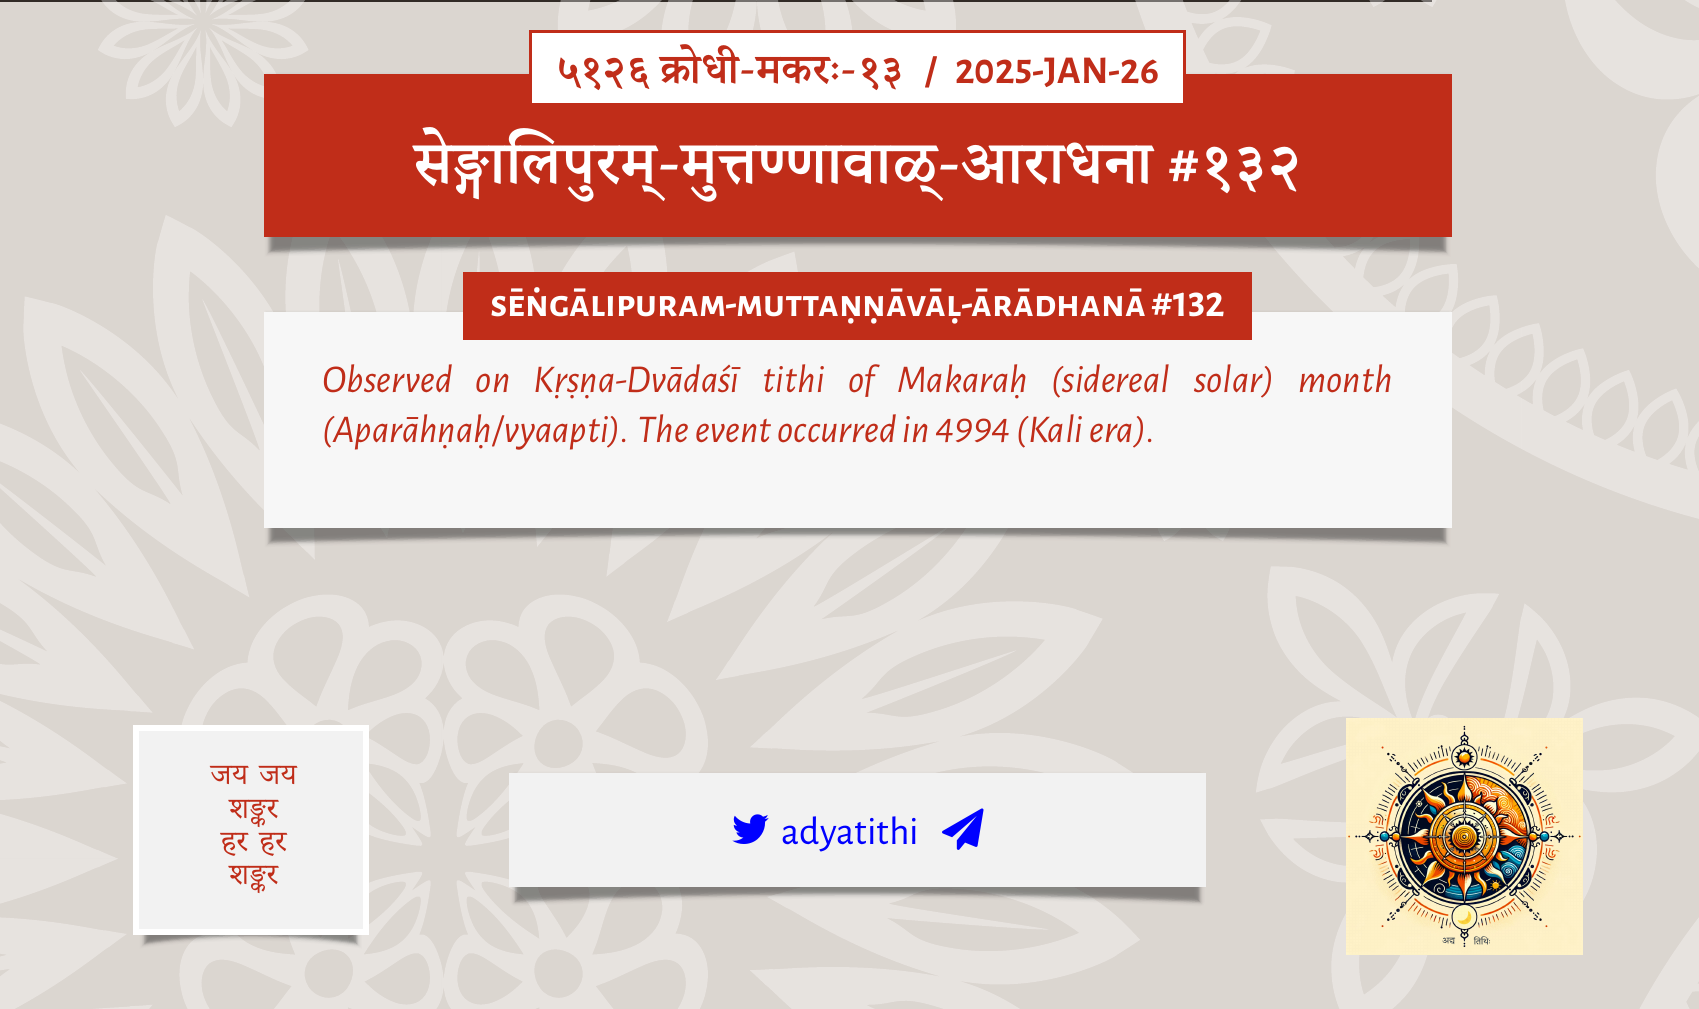 ५१२६ क्रोधी-मकरः-१३ / 2025-JAN-26
सेङ्गालिपुरम्-मुत्तण्णावाळ्-आराधना #१३२
SĒṄGĀLIPURAM-MUTTAṆṆĀVĀḶ-ĀRĀDHANĀ #132
Observed on Kṛṣṇa-Dvādaśī tithi of Makaraḥ (sidereal solar) month
(Aparāhṇaḥ/vyaapti). The event occurred in 4994 (Kali era).
जय जय
शङ्कर
हर हर
शङ्कर
adyatithi
अद्य तिथिः